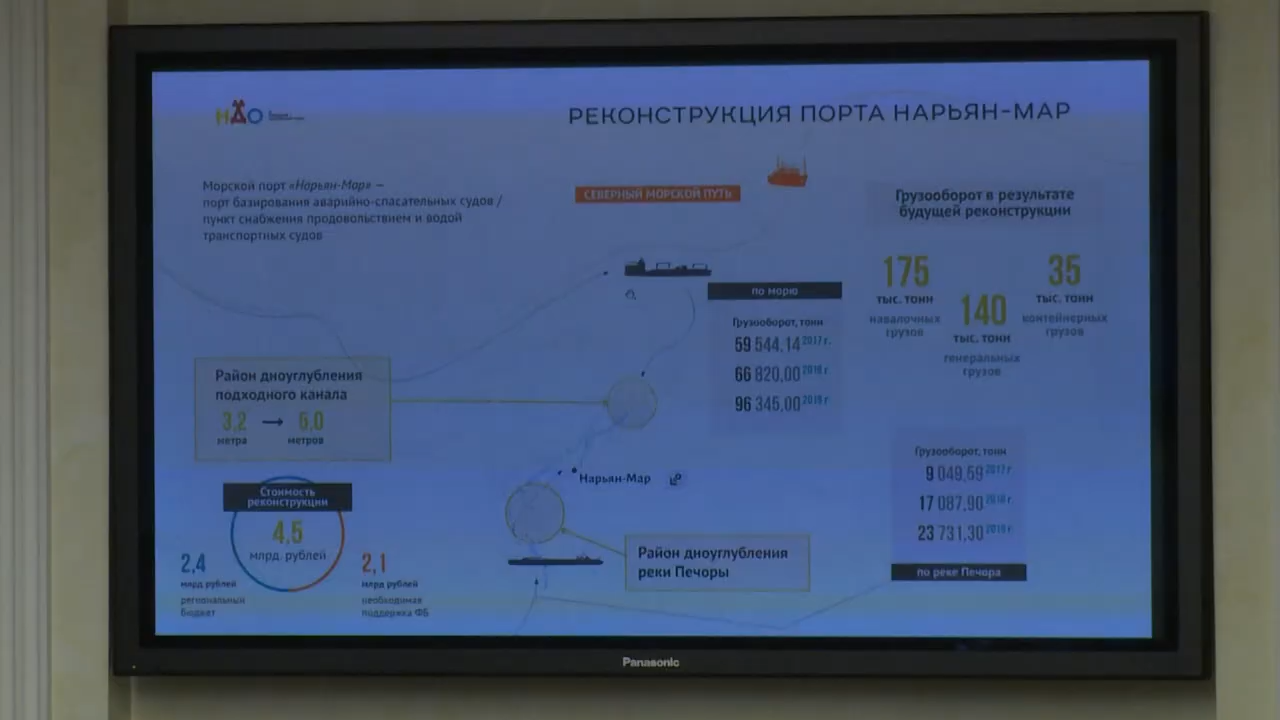 НДО
РЕКОНСТРУКЦИЯ ПОРТА НАРЬЯН-МАР
Морской порт «Нарьян-Мар» –
порт базирования аварийно-спасательных судов /
пункт снабжения продовольствием и водой
транспортных судов
СЕВЕРНЫЙ МОРСКОЙ ПУТЬ
Грузооборот в результате
будущей реконструкции
175
тыс. тонн
навалочных
грузов
140
тыс. тонн
генеральных
грузов
35
тыс. тонн
контейнерных
грузов
по морю
Грузооборот, тонн
59 544,14 2017 г.
66 820,00 2018 г
96 345,00 2019 г
Район дноуглубления
подходного канала
3,2 → 5,0
метра метров
Нарьян-Мар
Стоимость
реконструкции
4.5
млрд. рублей
2,4
млрд рублей
региональный
бюджет
2,1
млрд рублей
необходимая
поддержка ФБ
Район дноуглубления
реки Печоры
Грузооборот, тонн
9 049,59 2017 г
17 087,90 2018 г
23 731,30 2019 г
по реке Печора
Panasonic